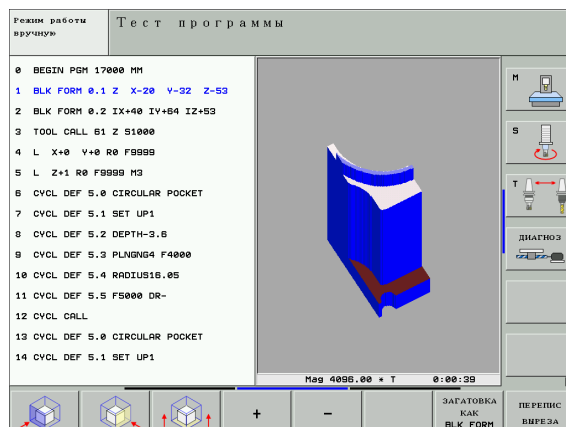 Режим работы
вручную
Тест программы
0 BEGIN PGM 17000 MM
1 BLK FORM 0.1 Z X-20 Y-32 Z-53
2 BLK FORM 0.2 IX+40 IY+64 IZ+53
3 TOOL CALL 61 Z S1000
4 L X+0 Y+0 R0 F9999
5 L Z+1 R0 F9999 M3
6 CYCL DEF 5.0 CIRCULAR POCKET
7 CYCL DEF 5.1 SET UP1
8 CYCL DEF 5.2 DEPTH-3.6
9 CYCL DEF 5.3 PLNGNG4 F4000
10 CYCL DEF 5.4 RADIUS16.05
11 CYCL DEF 5.5 F5000 DR-
12 CYCL CALL
13 CYCL DEF 5.0 CIRCULAR POCKET
14 CYCL DEF 5.1 SET UP1
Mag 4096.00 * T 0:00:39
M
S
T
ДИАГНОЗ
+
-
ЗАГАТОВКА
КАК
BLK FORM
ПЕРЕПИС
ВЫРЕЗА